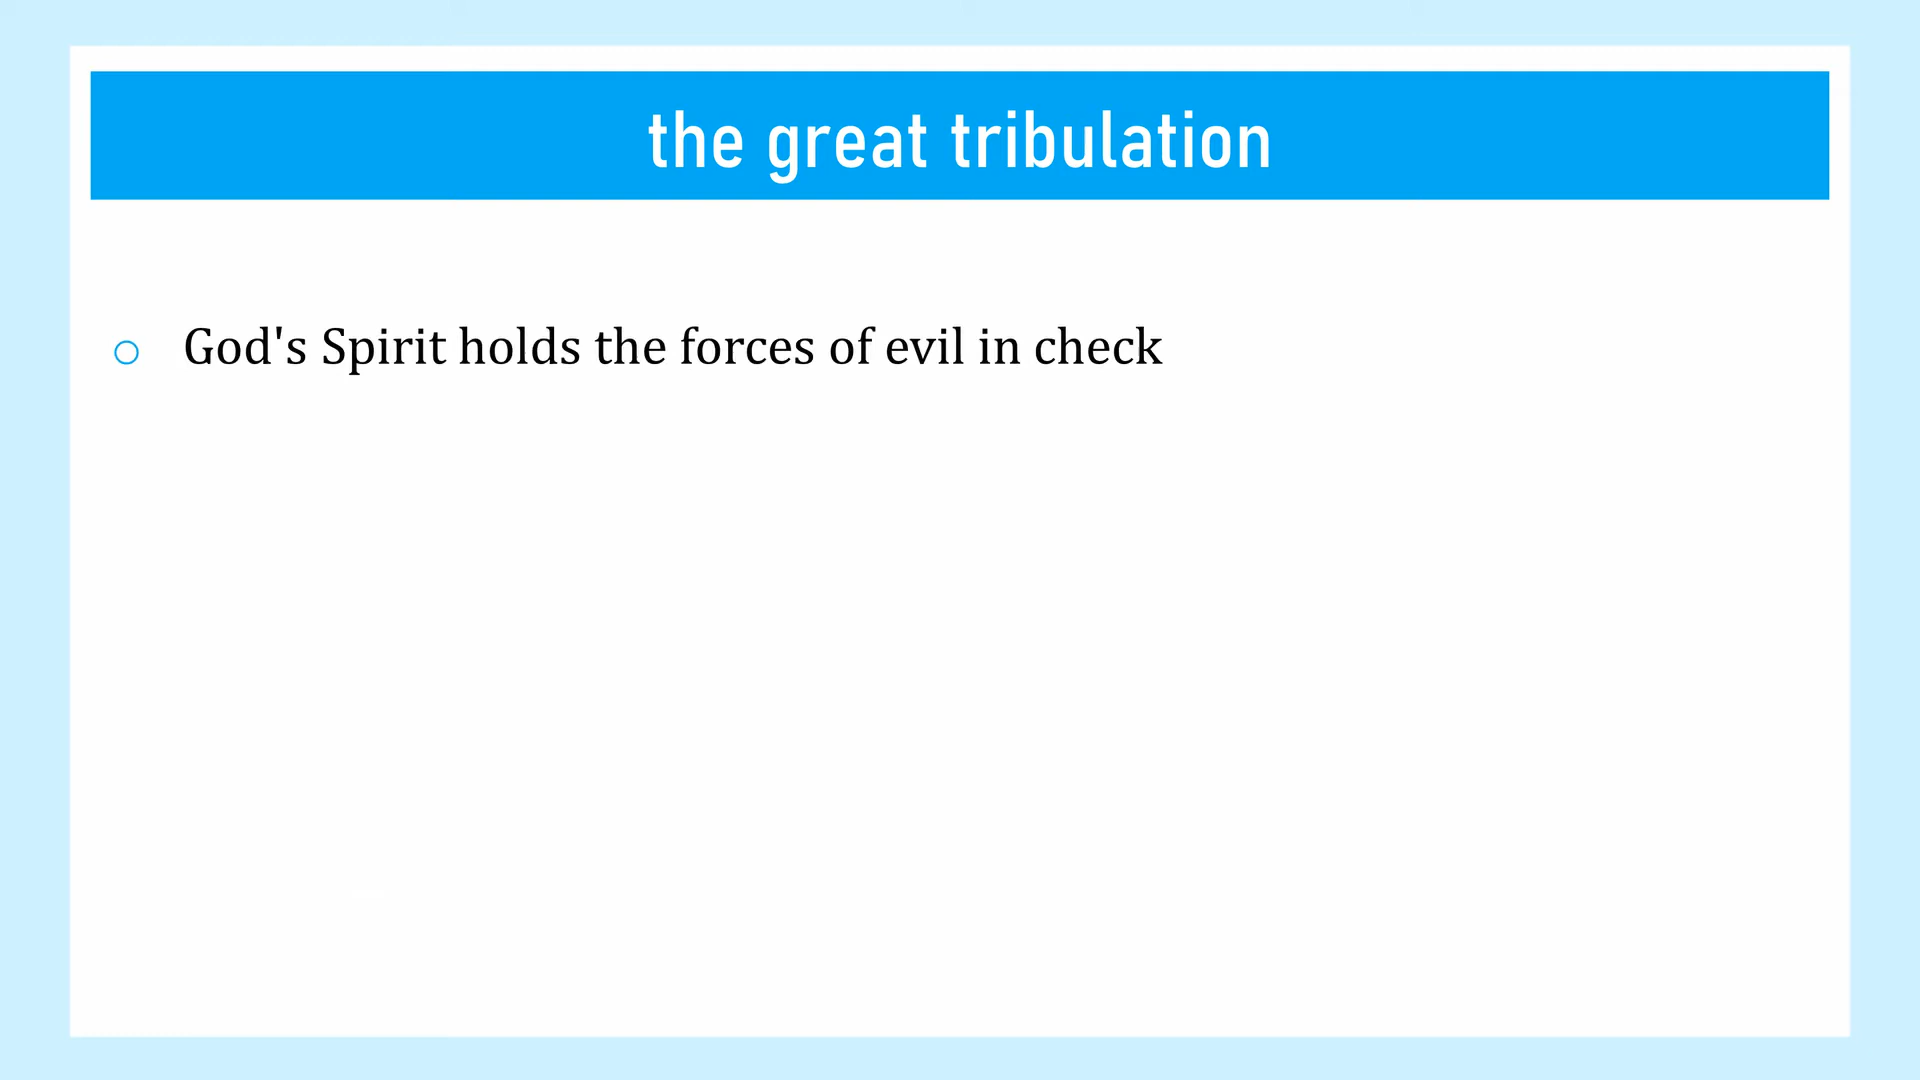 the great tribulation
God's Spirit holds the forces of evil in check